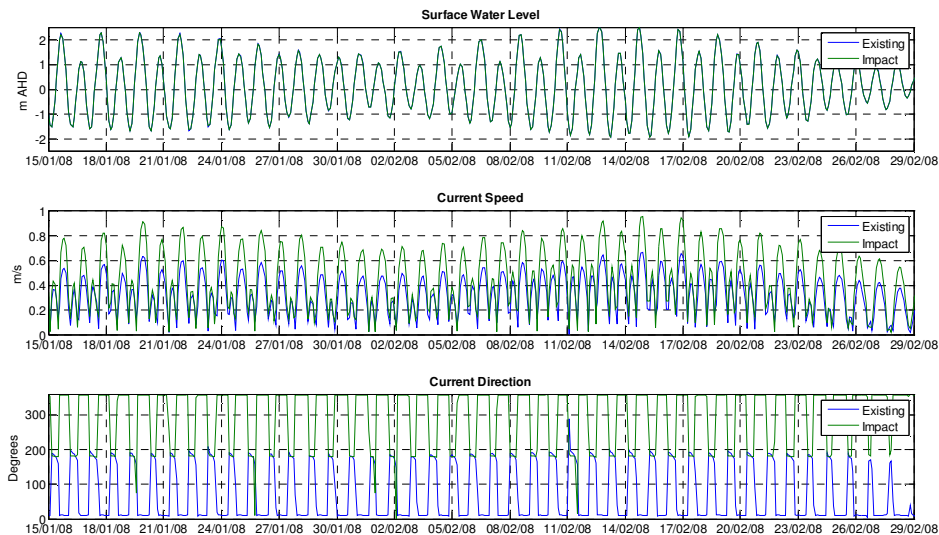 Surface Water Level
2
1
0
-1
-2
m AHD
Existing
Impact
15/01/08 18/01/08 21/01/08 24/01/08 27/01/08 30/01/08 02/02/08 05/02/08 08/02/08 11/02/08 14/02/08 17/02/08 20/02/08 23/02/08 26/02/08 29/02/08
Current Speed
1
0.8
0.6
0.4
0.2
0
m/s
Existing
Impact
15/01/08 18/01/08 21/01/08 24/01/08 27/01/08 30/01/08 02/02/08 05/02/08 08/02/08 11/02/08 14/02/08 17/02/08 20/02/08 23/02/08 26/02/08 29/02/08
Current Direction
300
200
100
0
Degrees
Existing
Impact
15/01/08 18/01/08 21/01/08 24/01/08 27/01/08 30/01/08 02/02/08 05/02/08 08/02/08 11/02/08 14/02/08 17/02/08 20/02/08 23/02/08 26/02/08 29/02/08